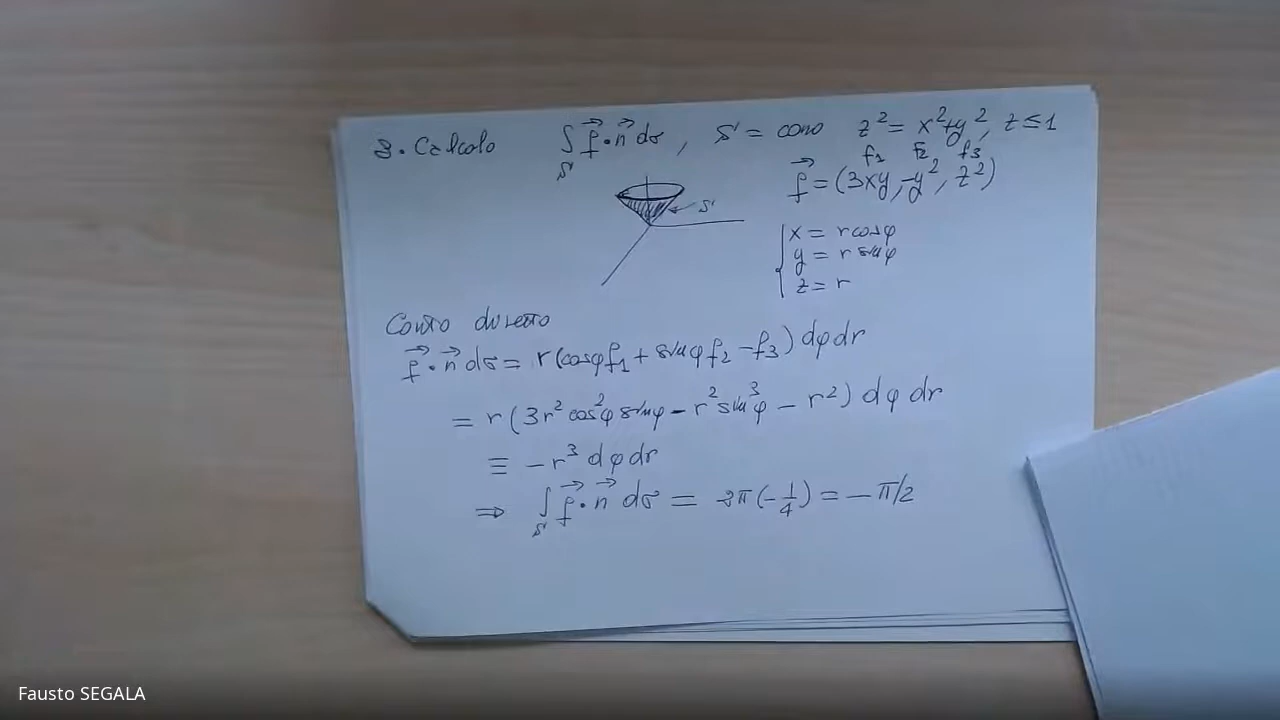 3. Calcolo ∫_S f⃗·n⃗ dσ, S = cono z² = x²+y², z ≤ 1
f₁ f₂ f₃
f⃗ = (3xy, -y², z²)
S
x = r cosφ
y = r sinφ
z = r
Conto diretto
f⃗·n⃗ dσ = r(cosφ f₁ + sinφ f₂ - f₃) dφ dr
= r(3r² cos²φ sinφ - r² sin³φ - r²) dφ dr
≡ -r³ dφ dr
⇒ ∫_S f⃗·n⃗ dσ = 2π(-1/4) = -π/2
Fausto SEGALA